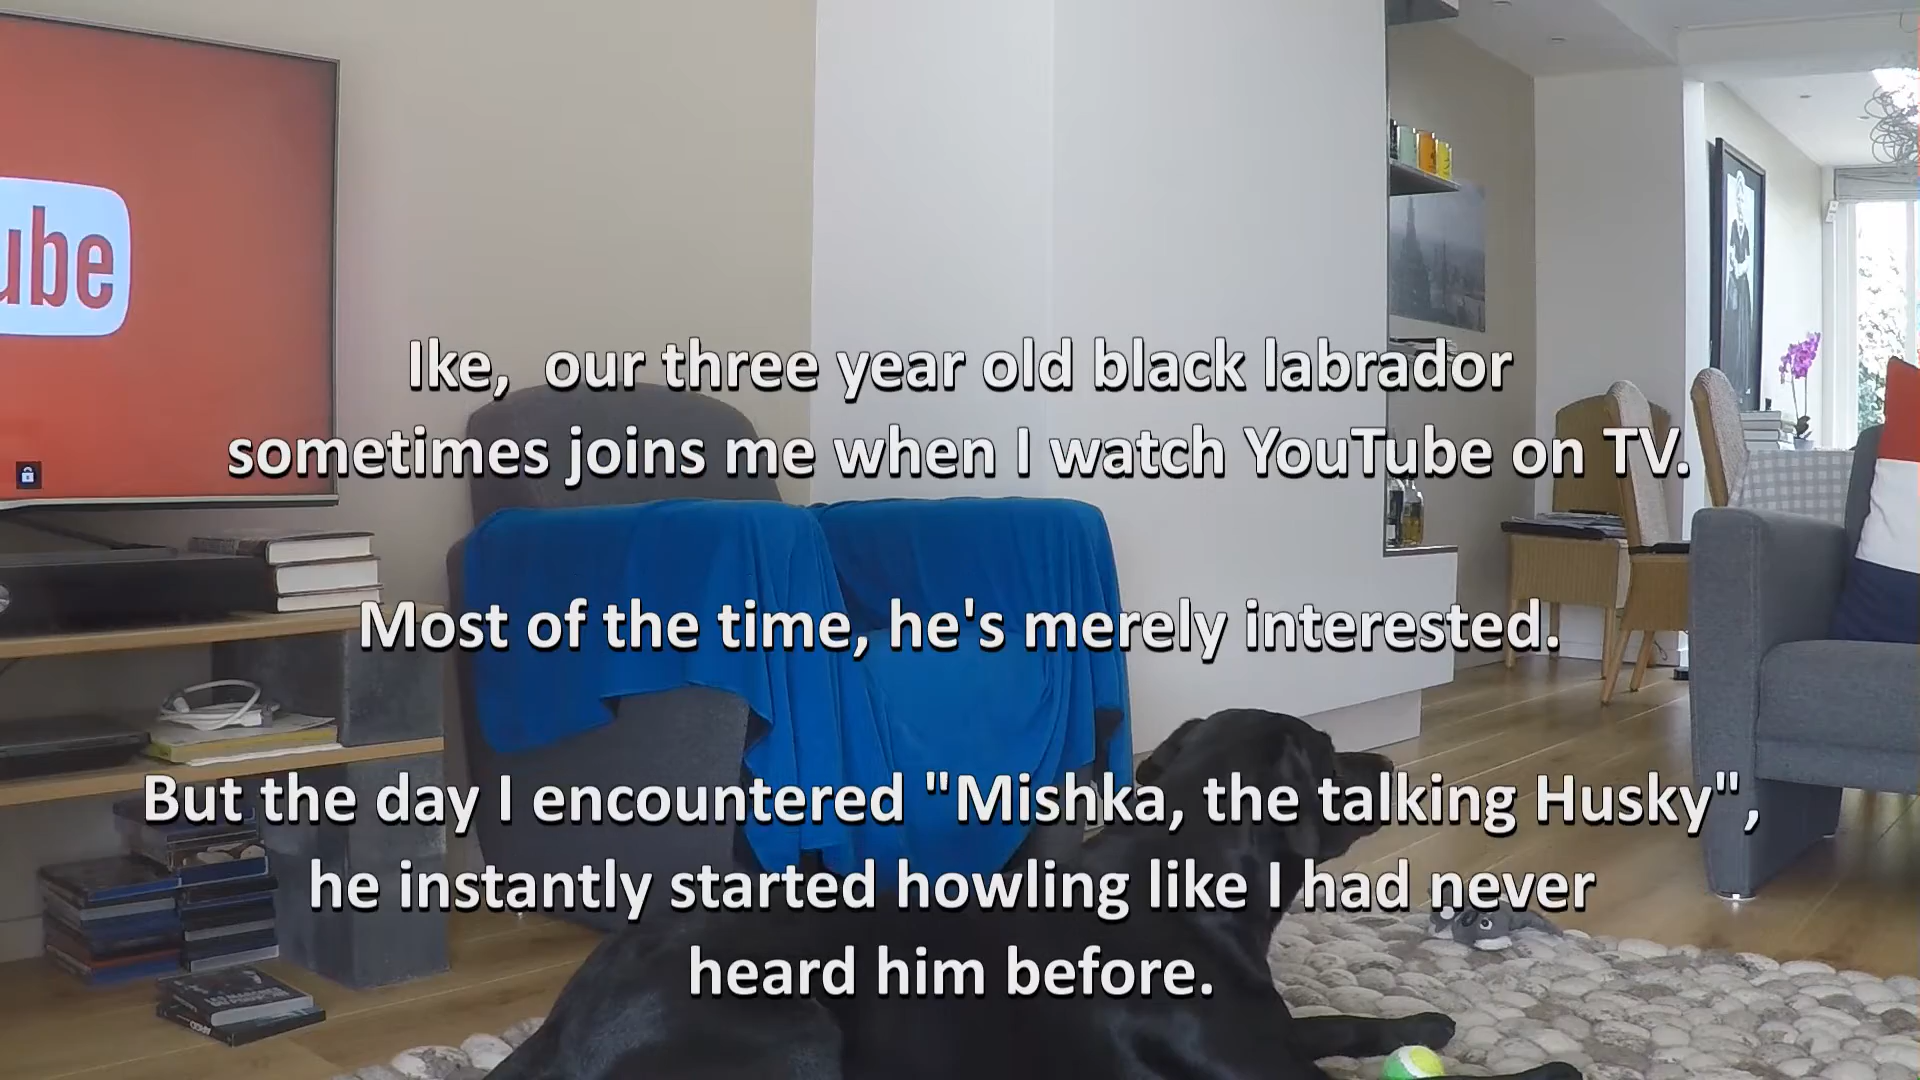 ube
Ike, our three year old black labrador
sometimes joins me when I watch YouTube on TV.
Most of the time, he's merely interested.
But the day I encountered "Mishka, the talking Husky",
he instantly started howling like I had never
heard him before.